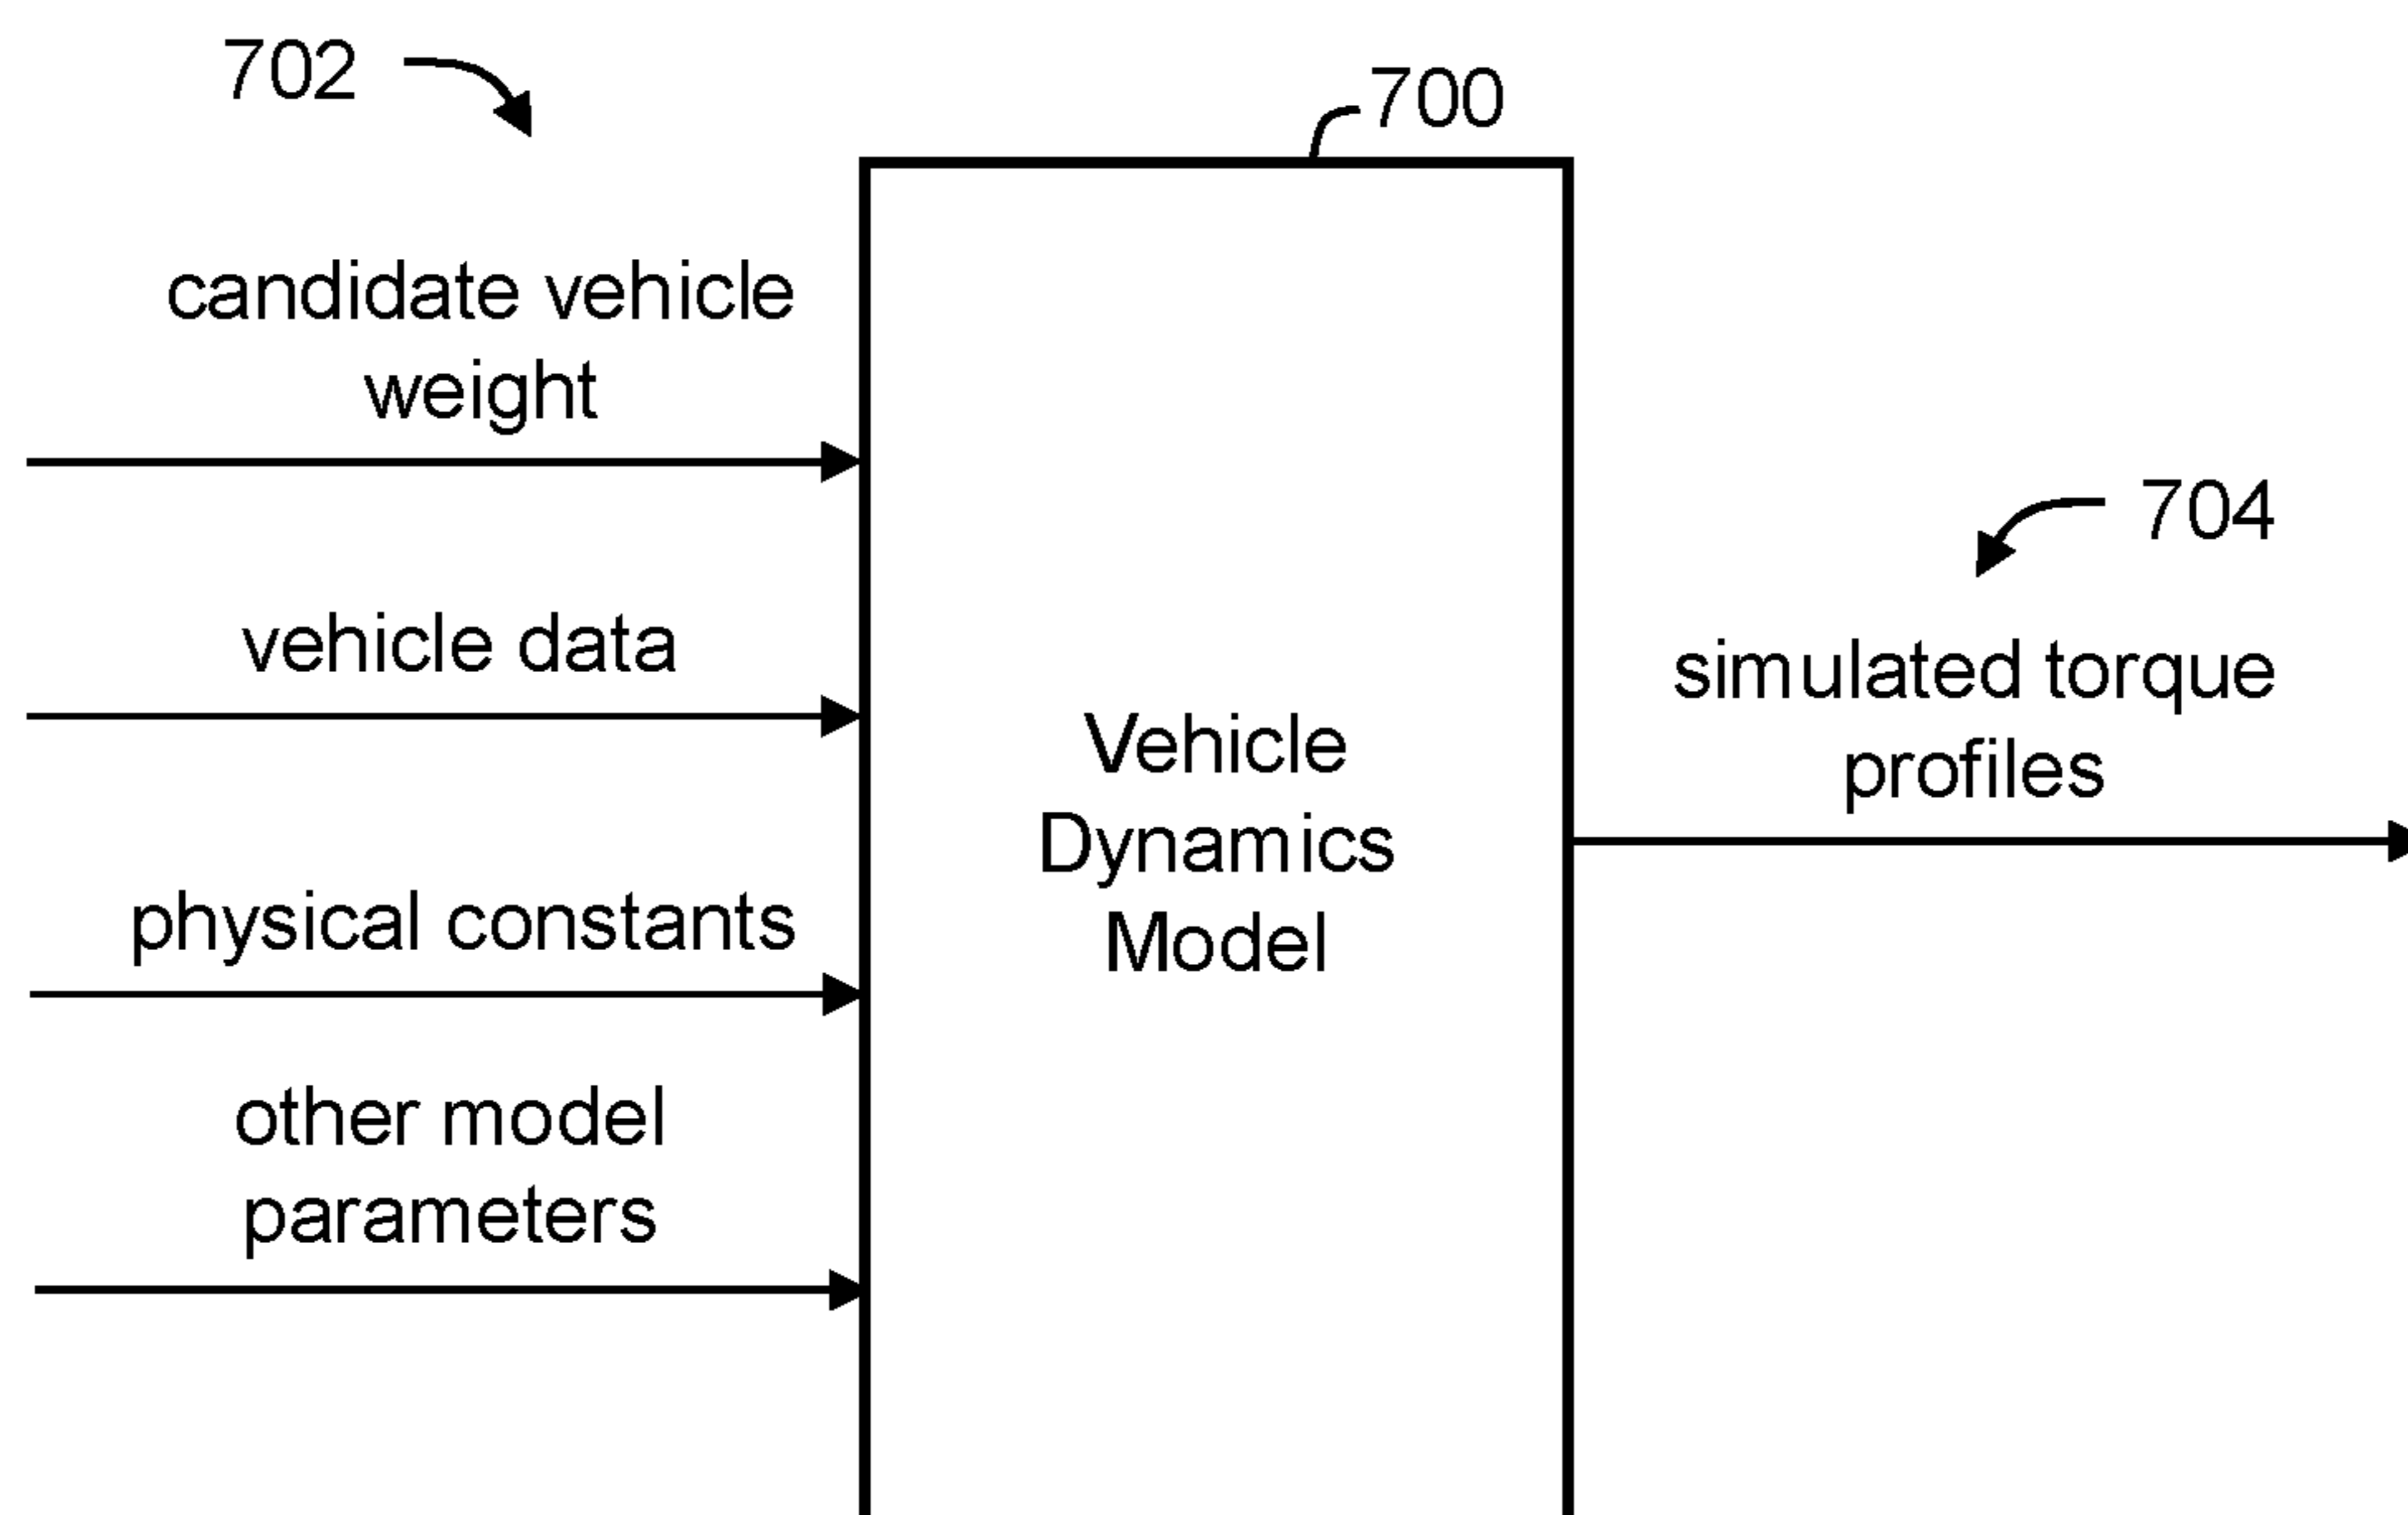 702
700
candidate vehicle
weight
vehicle data
physical constants
other model
parameters
Vehicle
Dynamics
Model
704
simulated torque
profiles